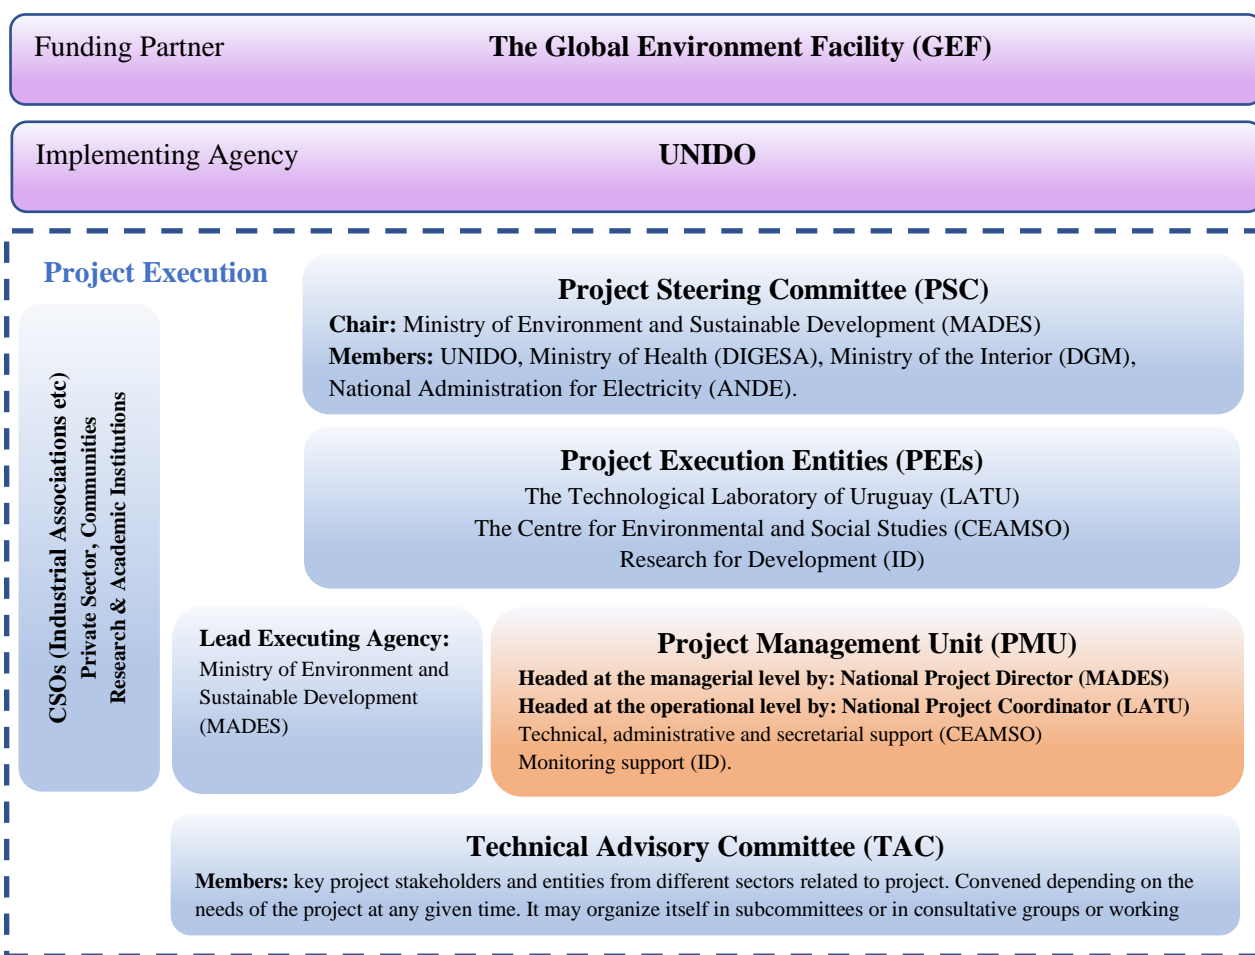 Funding Partner The Global Environment Facility (GEF)
Implementing Agency UNIDO
Project Execution
CSOs (Industrial Associations etc)
Private Sector, Communities
Research & Academic Institutions
Project Steering Committee (PSC)
Chair: Ministry of Environment and Sustainable Development (MADES)
Members: UNIDO, Ministry of Health (DIGESA), Ministry of the Interior (DGM),
National Administration for Electricity (ANDE).
Project Execution Entities (PEEs)
The Technological Laboratory of Uruguay (LATU)
The Centre for Environmental and Social Studies (CEAMSO)
Research for Development (ID)
Lead Executing Agency:
Ministry of Environment and
Sustainable Development
(MADES)
Project Management Unit (PMU)
Headed at the managerial level by: National Project Director (MADES)
Headed at the operational level by: National Project Coordinator (LATU)
Technical, administrative and secretarial support (CEAMSO)
Monitoring support (ID).
Technical Advisory Committee (TAC)
Members: key project stakeholders and entities from different sectors related to project. Convened depending on the
needs of the project at any given time. It may organize itself in subcommittees or in consultative groups or working